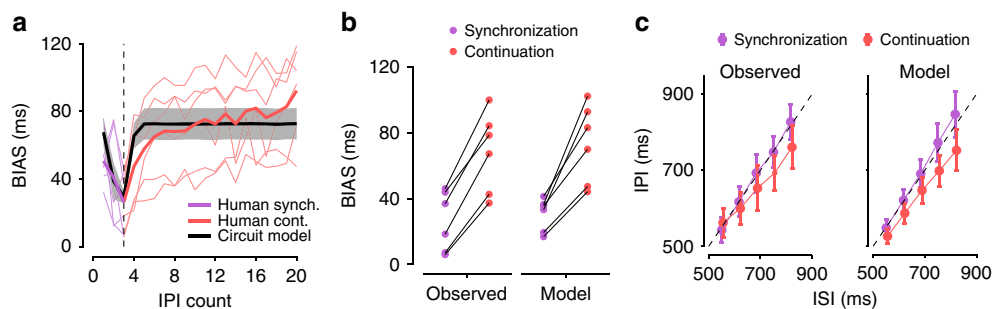 a
120
80
40
0
BIAS (ms)
Human synch.
Human cont.
Circuit model
0 4 8 12 16 20
IPI count
b
Synchronization
Continuation
120
80
40
0
BIAS (ms)
Observed Model
c
Synchronization Continuation
Observed Model
900
700
500
IPI (ms)
500 700 900 500 700 900
ISI (ms)